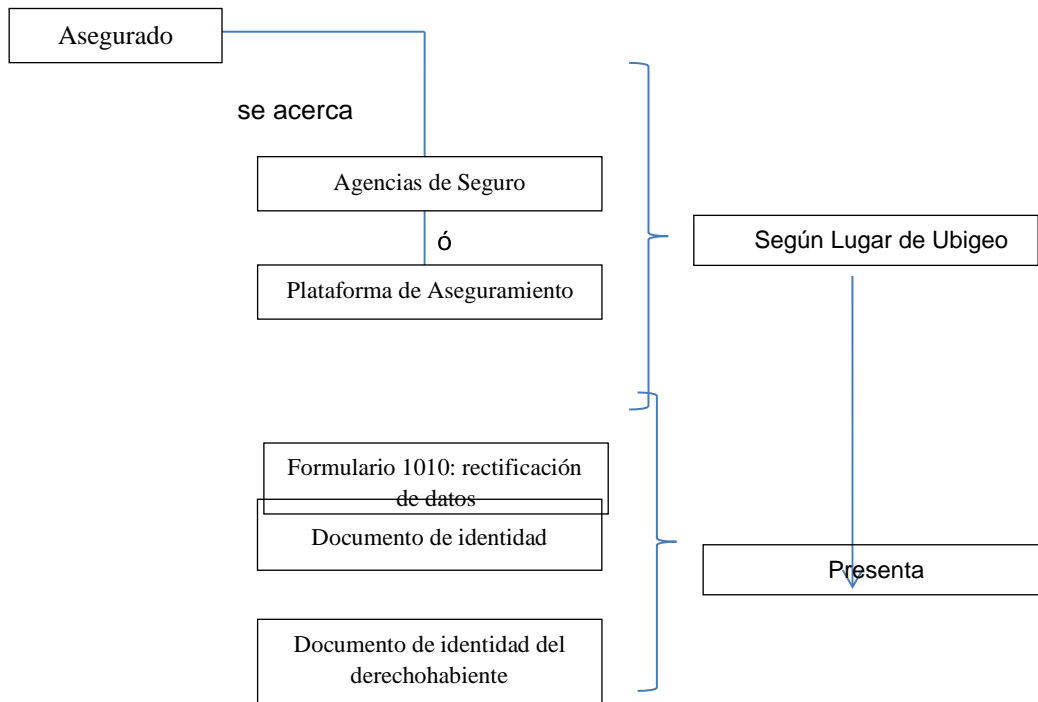 Asegurado
se acerca
Agencias de Seguro
ó
Plataforma de Aseguramiento
Según Lugar de Ubigeo
Formulario 1010: rectificación
de datos
Documento de identidad
Presenta
Documento de identidad del
derechohabiente